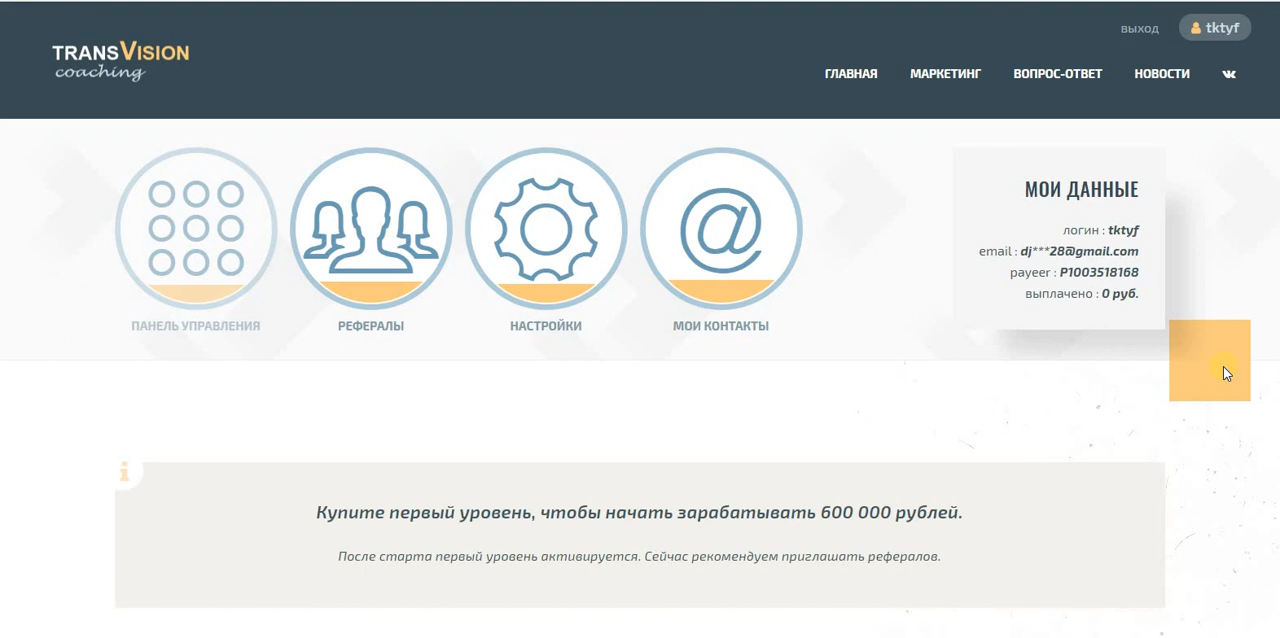 выход
tktyf
TRANSVISION
coaching
ГЛАВНАЯ МАРКЕТИНГ ВОПРОС-ОТВЕТ НОВОСТИ
МОИ ДАННЫЕ
логин : tktyf
email : dj***28@gmail.com
payeer : P1003518168
выплачено : 0 руб.
ПАНЕЛЬ УПРАВЛЕНИЯ РЕФЕРАЛЫ НАСТРОЙКИ МОИ КОНТАКТЫ
Купите первый уровень, чтобы начать зарабатывать 600 000 рублей.
После старта первый уровень активируется. Сейчас рекомендуем приглашать рефералов.